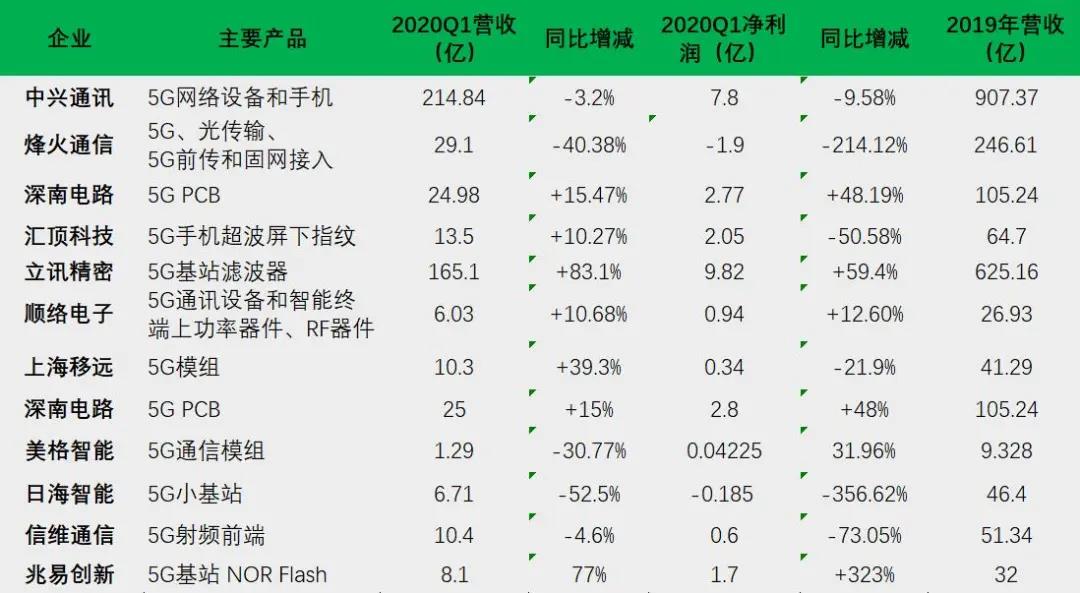 企业 主要产品 2020Q1营收（亿） 同比增减 2020Q1净利润（亿） 同比增减 2019年营收（亿）
中兴通讯 5G网络设备和手机 214.84 -3.2% 7.8 -9.58% 907.37
烽火通信 5G、光传输、5G前传和固网接入 29.1 -40.38% -1.9 -214.12% 246.61
深南电路 5G PCB 24.98 +15.47% 2.77 +48.19% 105.24
汇顶科技 5G手机超波屏下指纹 13.5 +10.27% 2.05 -50.58% 64.7
立讯精密 5G基站滤波器 165.1 +83.1% 9.82 +59.4% 625.16
顺络电子 5G通讯设备和智能终端上功率器件、RF器件 6.03 +10.68% 0.94 +12.60% 26.93
上海移远 5G模组 10.3 +39.3% 0.34 -21.9% 41.29
深南电路 5G PCB 25 +15% 2.8 +48% 105.24
美格智能 5G通信模组 1.29 -30.77% 0.04225 31.96% 9.328
日海智能 5G小基站 6.71 -52.5% -0.185 -356.62% 46.4
信维通信 5G射频前端 10.4 -4.6% 0.6 -73.05% 51.34
兆易创新 5G基站 NOR Flash 8.1 77% 1.7 +323% 32